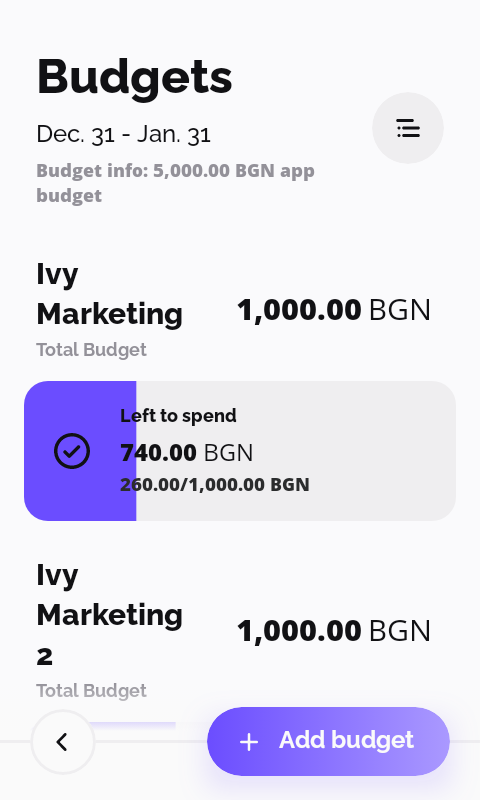 Budgets
Dec. 31 - Jan. 31
Budget info: 5,000.00 BGN app
budget
Ivy
Marketing
1,000.00 BGN
Total Budget
Left to spend
740.00 BGN
260.00/1,000.00 BGN
Ivy
Marketing
2
1,000.00 BGN
Total Budget
Add budget